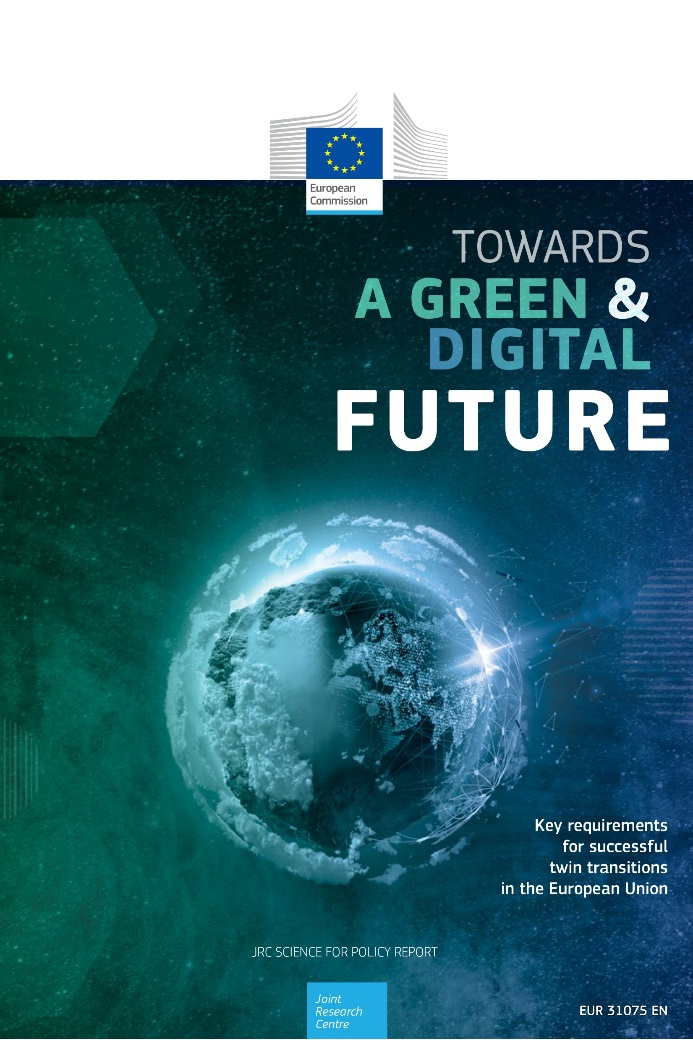 European
Commission
TOWARDS
A GREEN &
DIGITAL
FUTURE
Key requirements
for successful
twin transitions
in the European Union
JRC SCIENCE FOR POLICY REPORT
Joint
Research
Centre
EUR 31075 EN